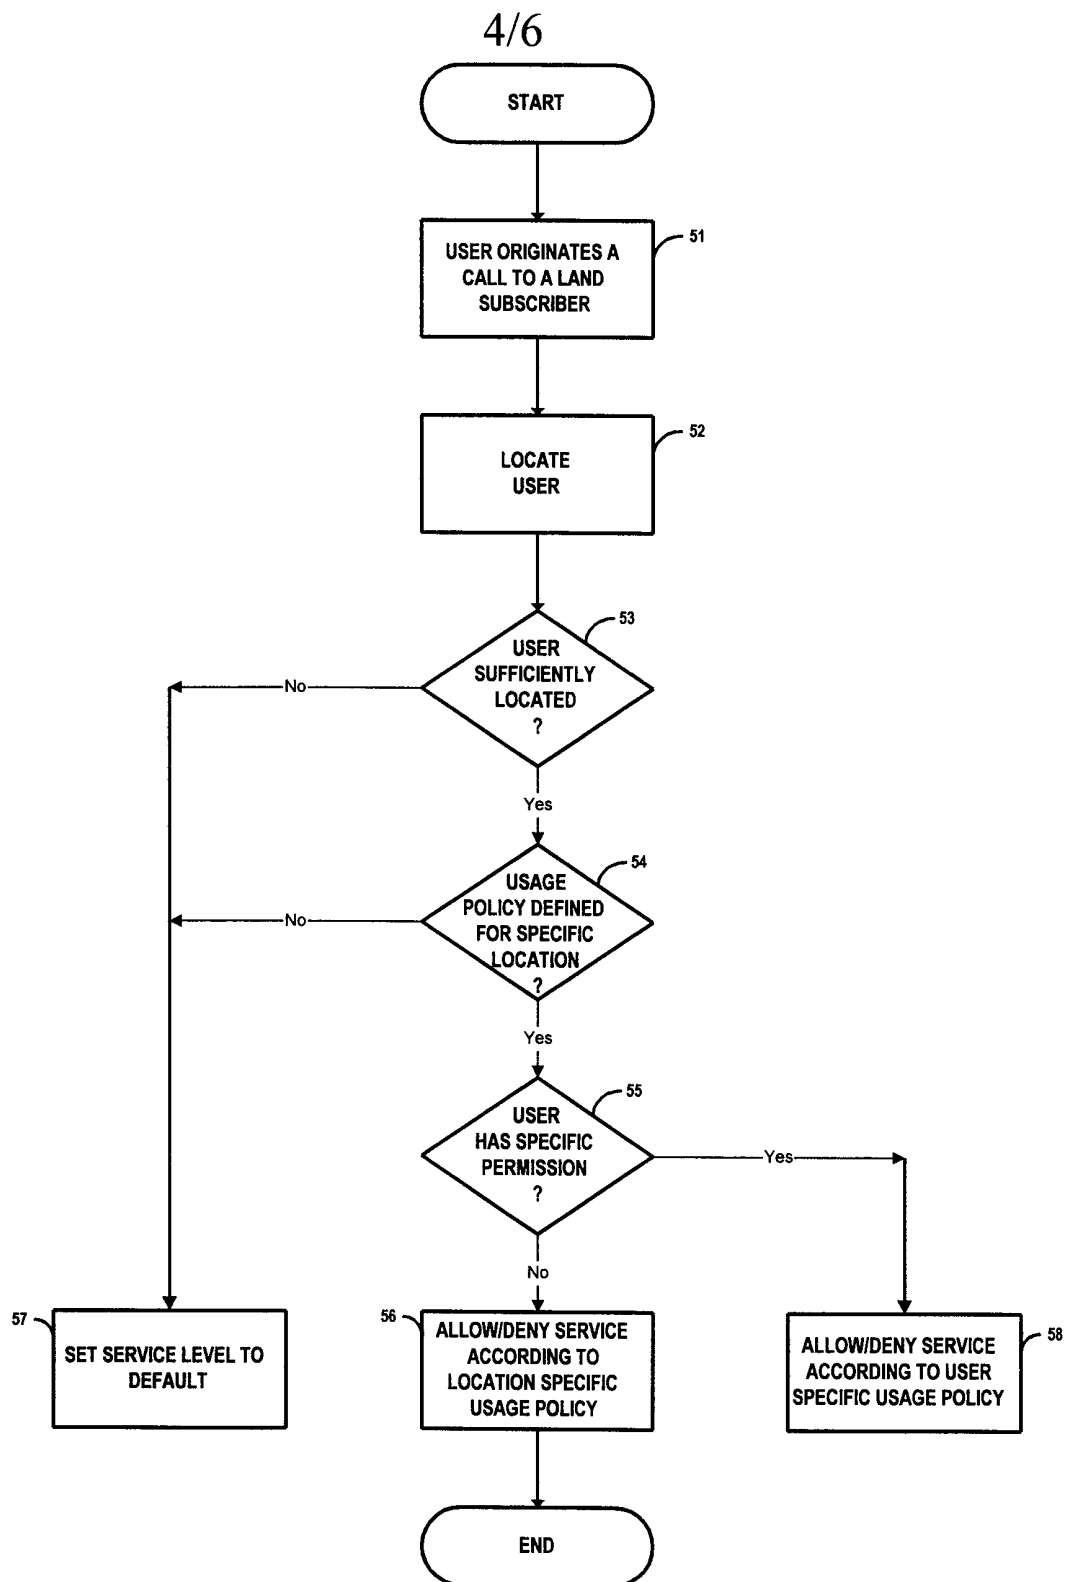 4/6
START
USER ORIGINATES A
CALL TO A LAND
SUBSCRIBER
51
LOCATE
USER
52
USER
SUFFICIENTLY
LOCATED
?
53
No
Yes
USAGE
POLICY DEFINED
FOR SPECIFIC
LOCATION
?
54
No
Yes
USER
HAS SPECIFIC
PERMISSION
?
55
Yes
No
57
SET SERVICE LEVEL TO
DEFAULT
56
ALLOW/DENY SERVICE
ACCORDING TO
LOCATION SPECIFIC
USAGE POLICY
ALLOW/DENY SERVICE
ACCORDING TO USER
SPECIFIC USAGE POLICY
58
END